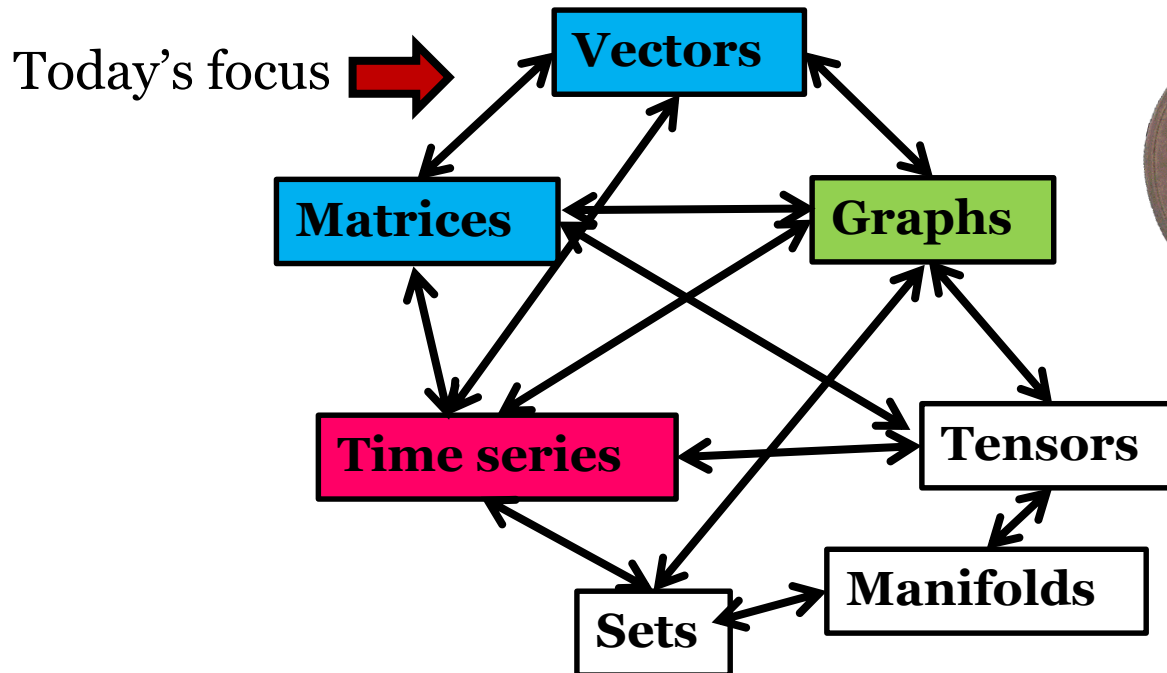 Vectors
Today’s focus
Matrices
Graphs
Time series
Tensors
Manifolds
Sets